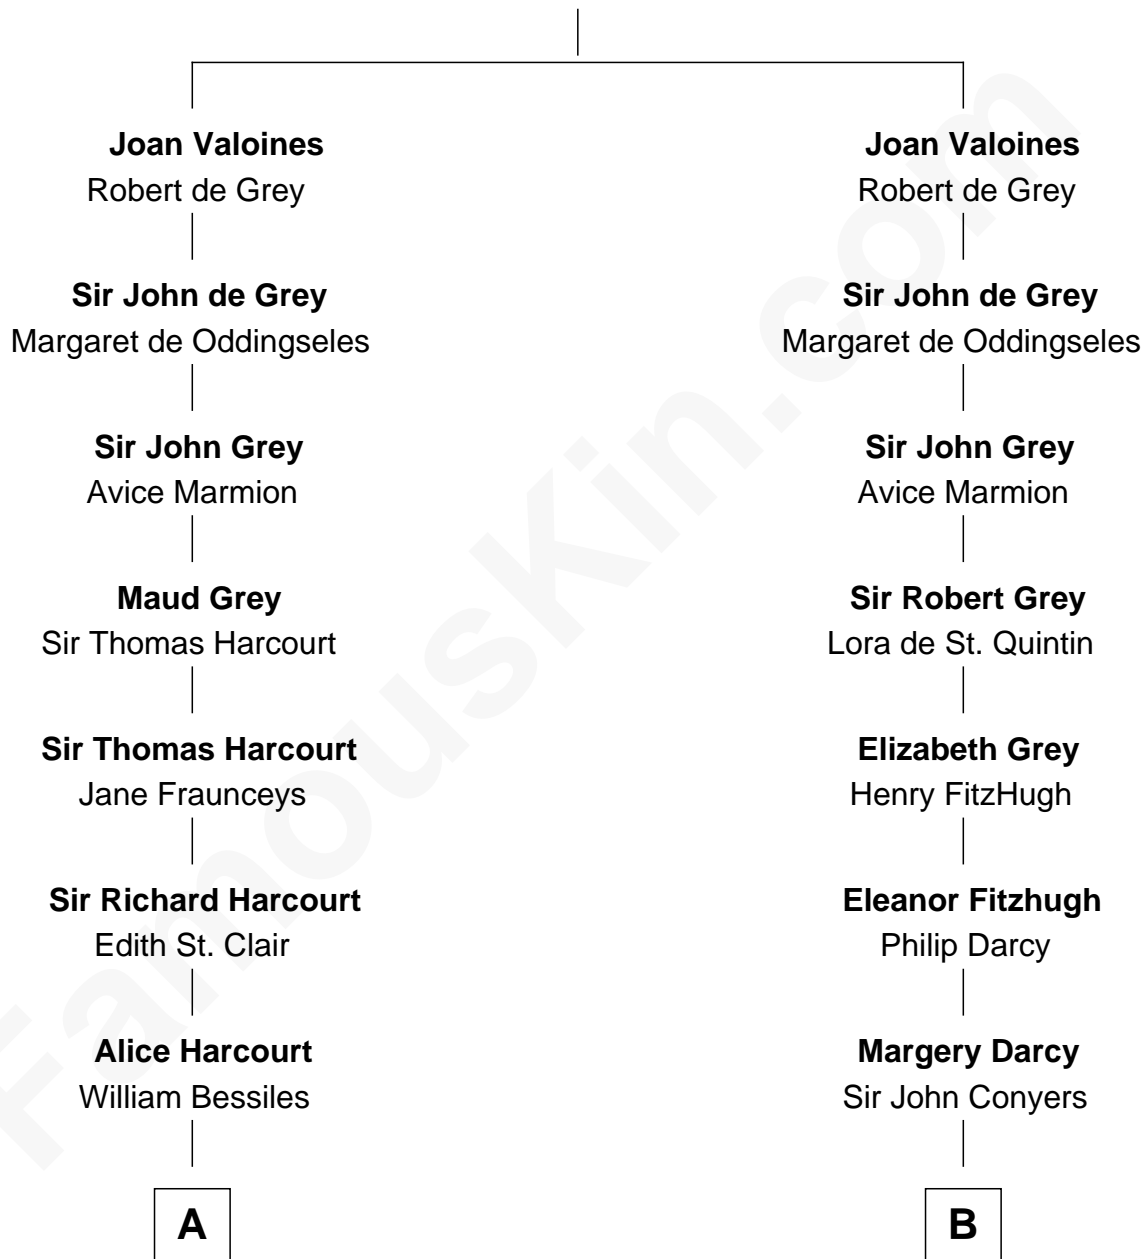 Joan Valoines
Robert de Grey
Sir John de Grey
Margaret de Oddingseles
Sir John Grey
Avice Marmion
Maud Grey
Sir Thomas Harcourt
Sir Thomas Harcourt
Jane Fraunceys
Sir Richard Harcourt
Edith St. Clair
Alice Harcourt
William Bessiles
A
Joan Valoines
Robert de Grey
Sir John de Grey
Margaret de Oddingseles
Sir John Grey
Avice Marmion
Sir Robert Grey
Lora de St. Quintin
Elizabeth Grey
Henry FitzHugh
Eleanor Fitzhugh
Philip Darcy
Margery Darcy
Sir John Conyers
B
FamousKin.com